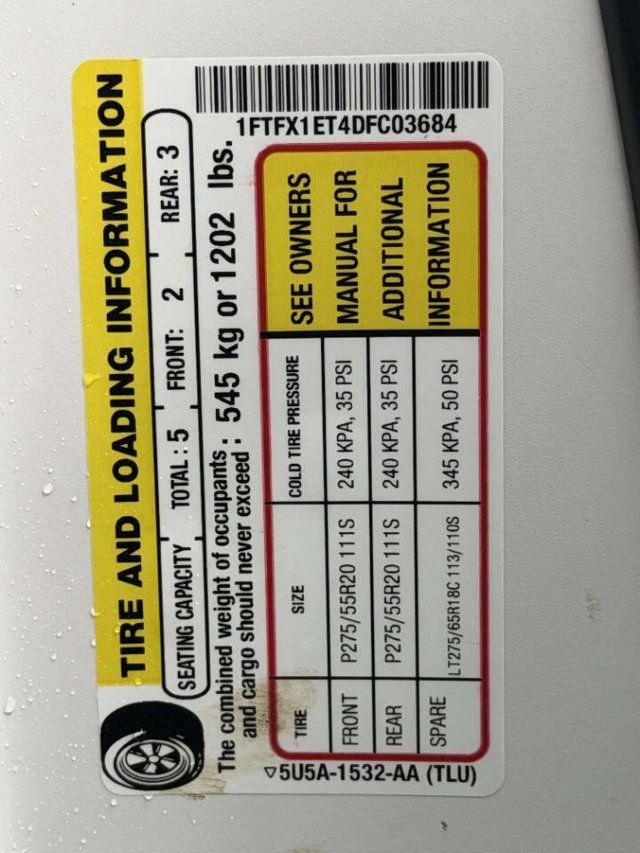 TIRE AND LOADING INFORMATION
SEATING CAPACITY TOTAL: 5 FRONT: 2 REAR: 3
The combined weight of occupants
and cargo should never exceed : 545 kg or 1202 lbs.
TIRE SIZE COLD TIRE PRESSURE
FRONT P275/55R20 111S 240 KPA, 35 PSI
REAR P275/55R20 111S 240 KPA, 35 PSI
SPARE LT275/65R18C 113/110S 345 KPA, 50 PSI
SEE OWNERS
MANUAL FOR
ADDITIONAL
INFORMATION
5U5A-1532-AA (TLU)
1FTFX1ET4DFC03684